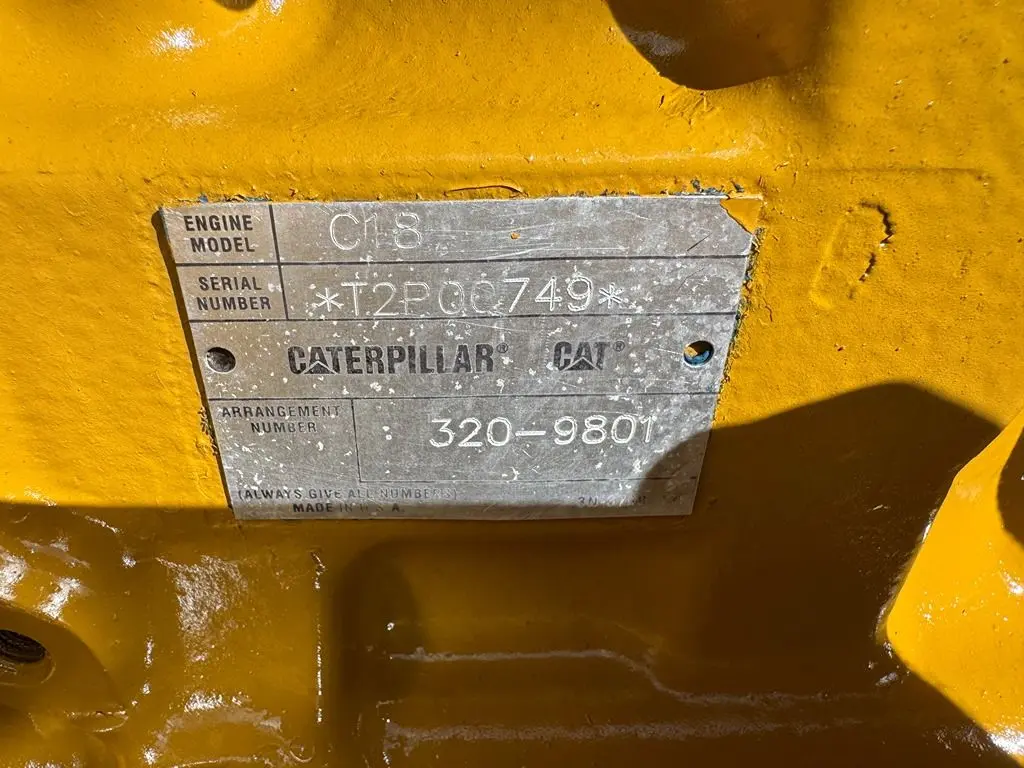 ENGINE
MODEL
C18
SERIAL
NUMBER
*T2P00749*
CATERPILLAR® CAT®
ARRANGEMENT
NUMBER
320-9801
(ALWAYS GIVE ALL NUMBERS)
MADE IN U.S.A.